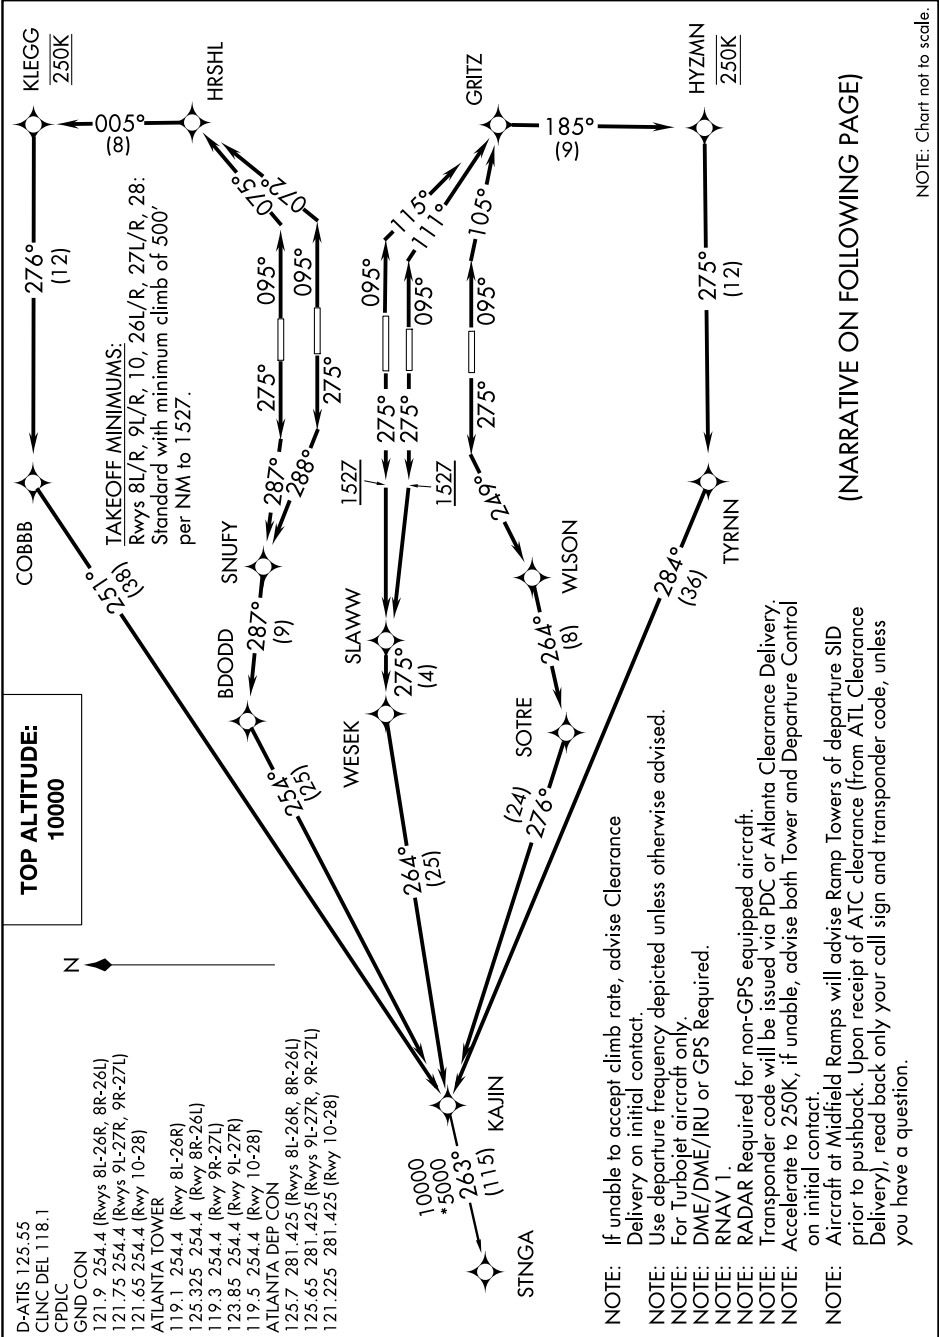 D-ATIS 125.55
CLNC DEL 118.1
CPDLC
GND CON
121.9 254.4 (Rwys 8L-26R, 8R-26L)
121.75 254.4 (Rwys 9L-27R, 9R-27L)
121.65 254.4 (Rwy 10-28)
ATLANTA TOWER
119.1 254.4 (Rwy 8L-26R)
125.325 254.4 (Rwy 8R-26L)
119.3 254.4 (Rwy 9R-27L)
123.85 254.4 (Rwy 9L-27R)
119.5 254.4 (Rwy 10-28)
ATLANTA DEP CON
125.7 281.425 (Rwys 8L-26R, 8R-26L)
125.65 281.425 (Rwys 9L-27R, 9R-27L)
121.225 281.425 (Rwy 10-28)
N
TOP ALTITUDE:
10000
COBBB
276°
(12)
KLEGG
250K
005°
(8)
HRSHL
TAKEOFF MINIMUMS:
Rwys 8L/R, 9L/R, 10, 26L/R, 27L/R, 28:
Standard with minimum climb of 500'
per NM to 1527.
251°
(38)
SNUFY
BDODD
287°
(9)
254°
(25)
287°
288°
275°
275°
095°
095°
075°
072°
WESEK
SLAWW
275°
(4)
264°
(25)
1527
1527
275°
275°
095°
095°
115°
111°
GRITZ
105°
095°
275°
249°
WLSON
264°
(8)
SOTRE
(24)
276°
185°
(9)
HYZMN
250K
275°
(12)
TYRNN
284°
(36)
KAJIN
10000
*5000
263°
(115)
STNGA
NOTE: If unable to accept climb rate, advise Clearance
Delivery on initial contact.
NOTE: Use departure frequency depicted unless otherwise advised.
NOTE: For Turbojet aircraft only.
NOTE: DME/DME/IRU or GPS Required.
NOTE: RNAV 1.
NOTE: RADAR Required for non-GPS equipped aircraft.
NOTE: Transponder code will be issued via PDC or Atlanta Clearance Delivery.
NOTE: Accelerate to 250K, if unable, advise both Tower and Departure Control
on initial contact.
NOTE: Aircraft at Midfield Ramps will advise Ramp Towers of departure SID
prior to pushback. Upon receipt of ATC clearance (from ATL Clearance
Delivery), read back only your call sign and transponder code, unless
you have a question.
(NARRATIVE ON FOLLOWING PAGE)
NOTE: Chart not to scale.